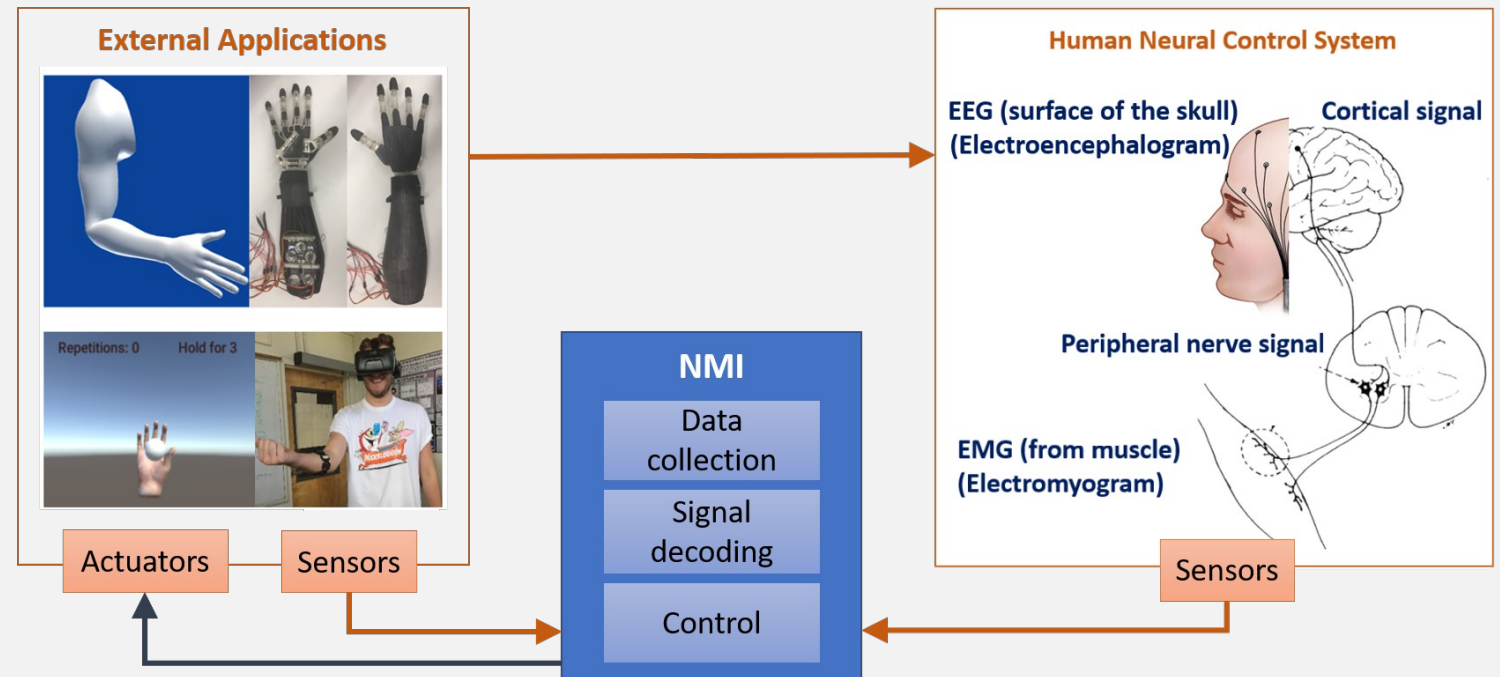 External Applications
Repetitions: 0
Hold for 3
NICKELODEON
Actuators
Sensors
NMI
Data
collection
Signal
decoding
Control
Human Neural Control System
EEG (surface of the skull)
(Electroencephalogram)
Cortical signal
Peripheral nerve signal
EMG (from muscle)
(Electromyogram)
Sensors